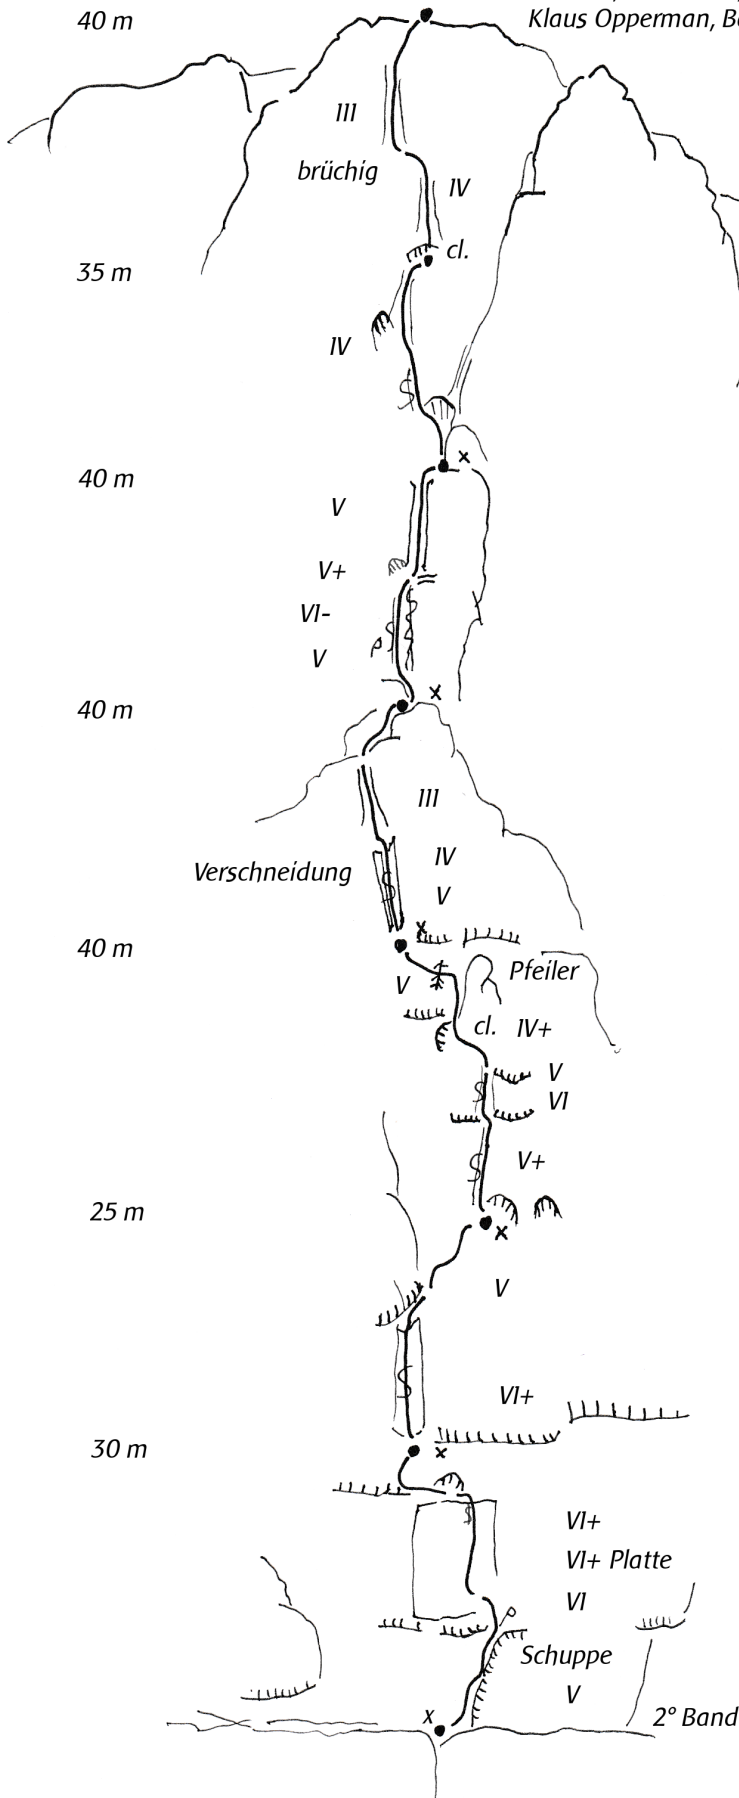 40 m
Klaus Opperman, B
III
brüchig
IV
cl.
35 m
IV
x
40 m
V
V+
VI-
V
x
40 m
III
IV
Verschneidung
V
x
40 m
Pfeiler
V
cl. IV+
V
VI
V+
25 m
x
V
VI+
30 m
x
VI+
VI+ Platte
VI
Schuppe
V
x
2° Band